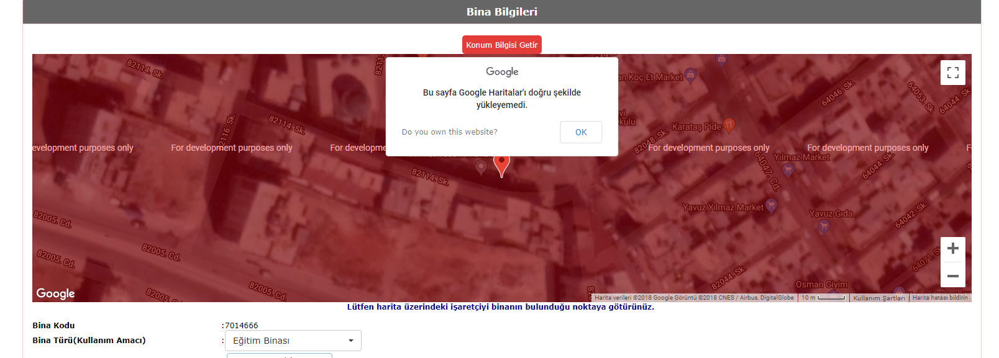 Bina Bilgileri
Konum Bilgisi Getir
Google
Bu sayfa Google Haritalar'ı doğru şekilde
yükleyemedi.
Do you own this website?
OK
82114. Sk.
82114. Sk.
82116. Sk.
8211
an Koç Et Market
evi
kulu
Karataş Pide
64046. Sk.
64053. Sk.
64044. Sk.
82048. Sk.
evelopment purposes only
For development purposes only
For developme
For development purposes only
For development purposes only
F
Yılmaz Market
64047. Cd.
64044. Sk.
82114. Sk.
Yavuz Yılmaz Market
Yavuz Gıda
64042. Sk.
82005. Cd.
82005. Cd.
82005. Cd.
82005. Cd.
82005. Cd.
64071. S
82044. Sk.
Osman Giyim
Google
Harita verileri ©2018 Google Görüntü ©2018 CNES / Airbus, DigitalGlobe
10 m
Kullanım Şartları
Harita hatası bildirin
Lütfen harita üzerindeki işaretçiyi binanın bulunduğu noktaya götürünüz.
Bina Kodu :7014666
Bina Türü(Kullanım Amacı) : Eğitim Binası